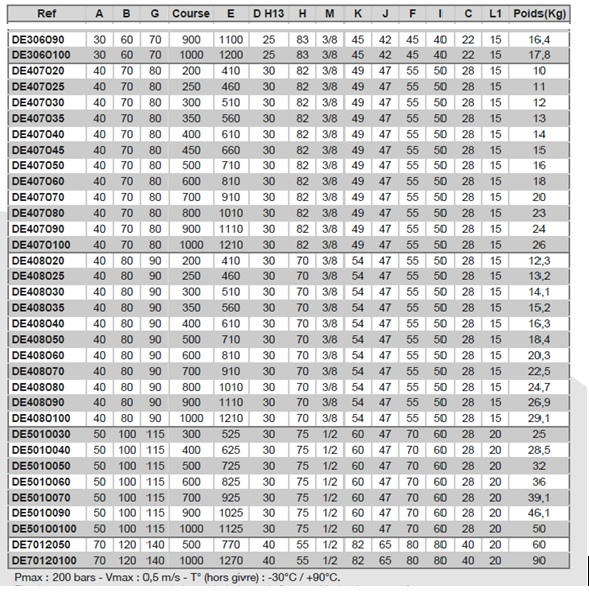 Ref A B G Course E D H13 H M K J F I C L1 Poids(Kg)
DE306090 30 60 70 900 1100 25 83 3/8 45 42 45 40 22 15 16,4
DE3060100 30 60 70 1000 1200 25 83 3/8 45 42 45 40 22 15 17,8
DE407020 40 70 80 200 410 30 82 3/8 49 47 55 50 28 15 10
DE407025 40 70 80 250 460 30 82 3/8 49 47 55 50 28 15 11
DE407030 40 70 80 300 510 30 82 3/8 49 47 55 50 28 15 12
DE407035 40 70 80 350 560 30 82 3/8 49 47 55 50 28 15 13
DE407040 40 70 80 400 610 30 82 3/8 49 47 55 50 28 15 14
DE407045 40 70 80 450 660 30 82 3/8 49 47 55 50 28 15 15
DE407050 40 70 80 500 710 30 82 3/8 49 47 55 50 28 15 16
DE407060 40 70 80 600 810 30 82 3/8 49 47 55 50 28 15 18
DE407070 40 70 80 700 910 30 82 3/8 49 47 55 50 28 15 20
DE407080 40 70 80 800 1010 30 82 3/8 49 47 55 50 28 15 23
DE407090 40 70 80 900 1110 30 82 3/8 49 47 55 50 28 15 24
DE4070100 40 70 80 1000 1210 30 82 3/8 49 47 55 50 28 15 26
DE408020 40 80 90 200 410 30 70 3/8 54 47 55 50 28 15 12,3
DE408025 40 80 90 250 460 30 70 3/8 54 47 55 50 28 15 13,2
DE408030 40 80 90 300 510 30 70 3/8 54 47 55 50 28 15 14,1
DE408035 40 80 90 350 560 30 70 3/8 54 47 55 50 28 15 15,2
DE408040 40 80 90 400 610 30 70 3/8 54 47 55 50 28 15 16,3
DE408050 40 80 90 500 710 30 70 3/8 54 47 55 50 28 15 18,4
DE408060 40 80 90 600 810 30 70 3/8 54 47 55 50 28 15 20,3
DE408070 40 80 90 700 910 30 70 3/8 54 47 55 50 28 15 22,5
DE408080 40 80 90 800 1010 30 70 3/8 54 47 55 50 28 15 24,7
DE408090 40 80 90 900 1110 30 70 3/8 54 47 55 50 28 15 26,9
DE4080100 40 80 90 1000 1210 30 70 3/8 54 47 55 50 28 15 29,1
DE5010030 50 100 115 300 525 30 75 1/2 60 47 70 60 28 20 25
DE5010040 50 100 115 400 625 30 75 1/2 60 47 70 60 28 20 28,5
DE5010050 50 100 115 500 725 30 75 1/2 60 47 70 60 28 20 32
DE5010060 50 100 115 600 825 30 75 1/2 60 47 70 60 28 20 36
DE5010070 50 100 115 700 925 30 75 1/2 60 47 70 60 28 20 39,1
DE5010090 50 100 115 900 1025 30 75 1/2 60 47 70 60 28 20 46,1
DE50100100 50 100 115 1000 1125 30 75 1/2 60 47 70 60 28 20 50
DE7012050 70 120 140 500 770 40 55 1/2 82 65 80 80 40 20 60
DE70120100 70 120 140 1000 1270 40 55 1/2 82 65 80 80 40 20 90
Pmax : 200 bars - Vmax : 0,5 m/s - T° (hors givre) : -30°C / +90°C.